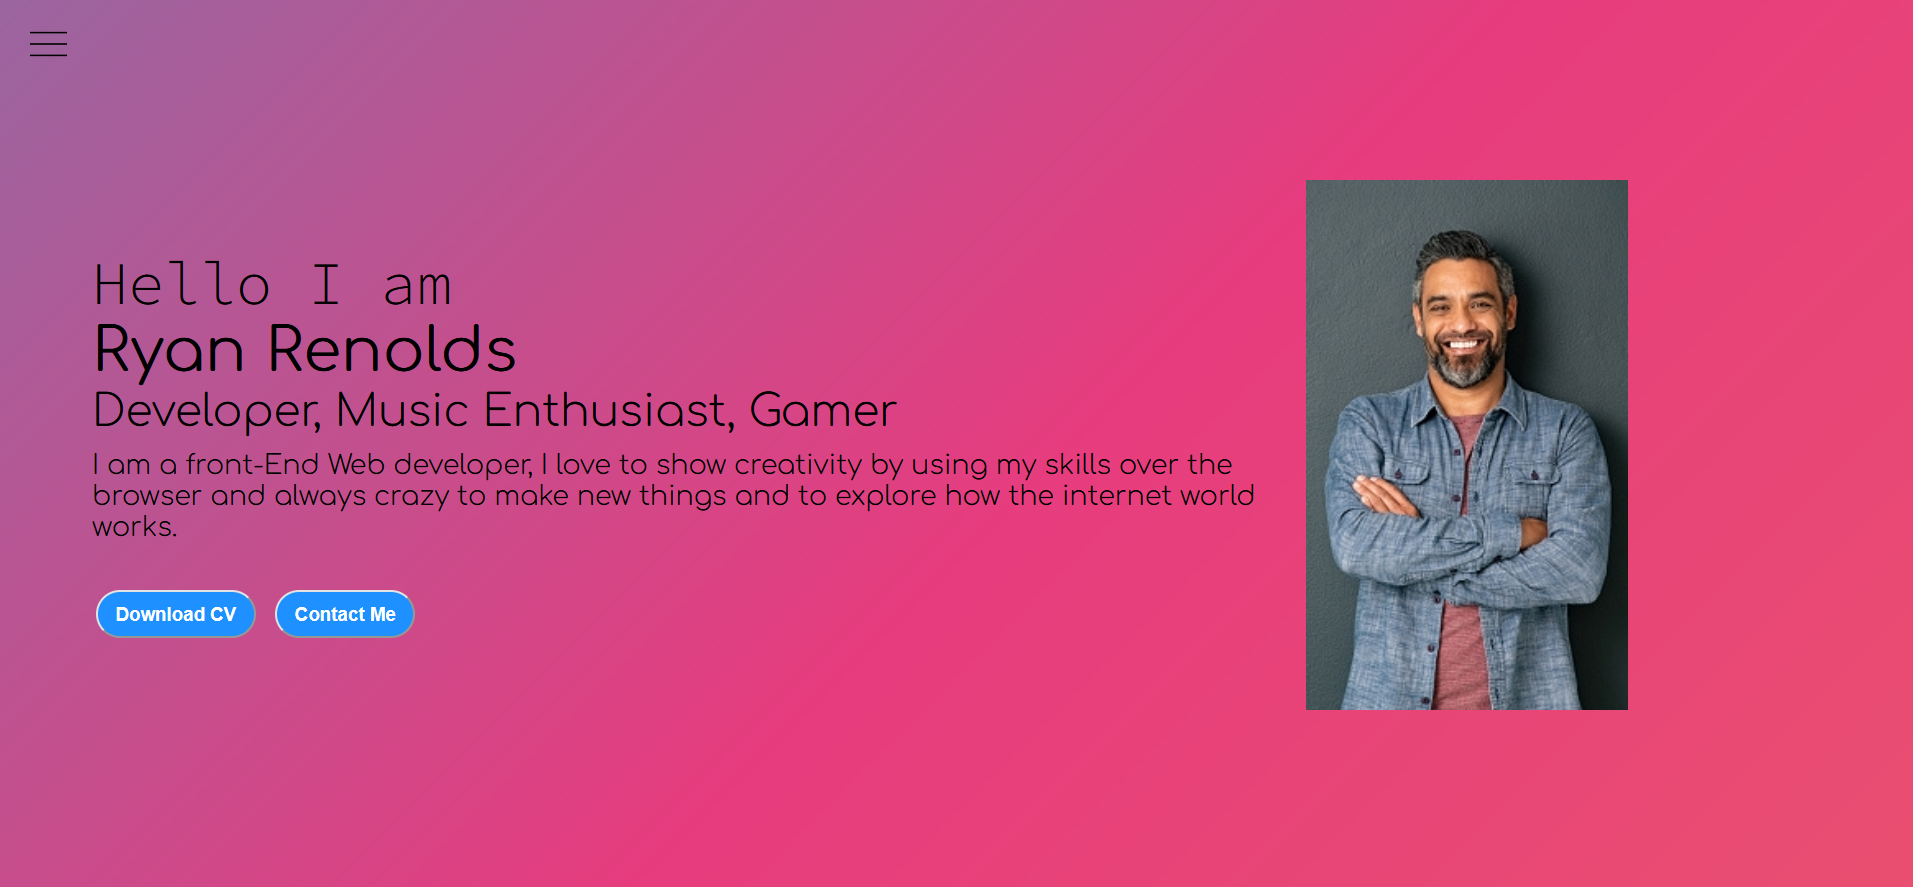 Hello I am
Ryan Renolds
Developer, Music Enthusiast, Gamer
I am a front-End Web developer, I love to show creativity by using my skills over the
browser and always crazy to make new things and to explore how the internet world
works.
Download CV
Contact Me